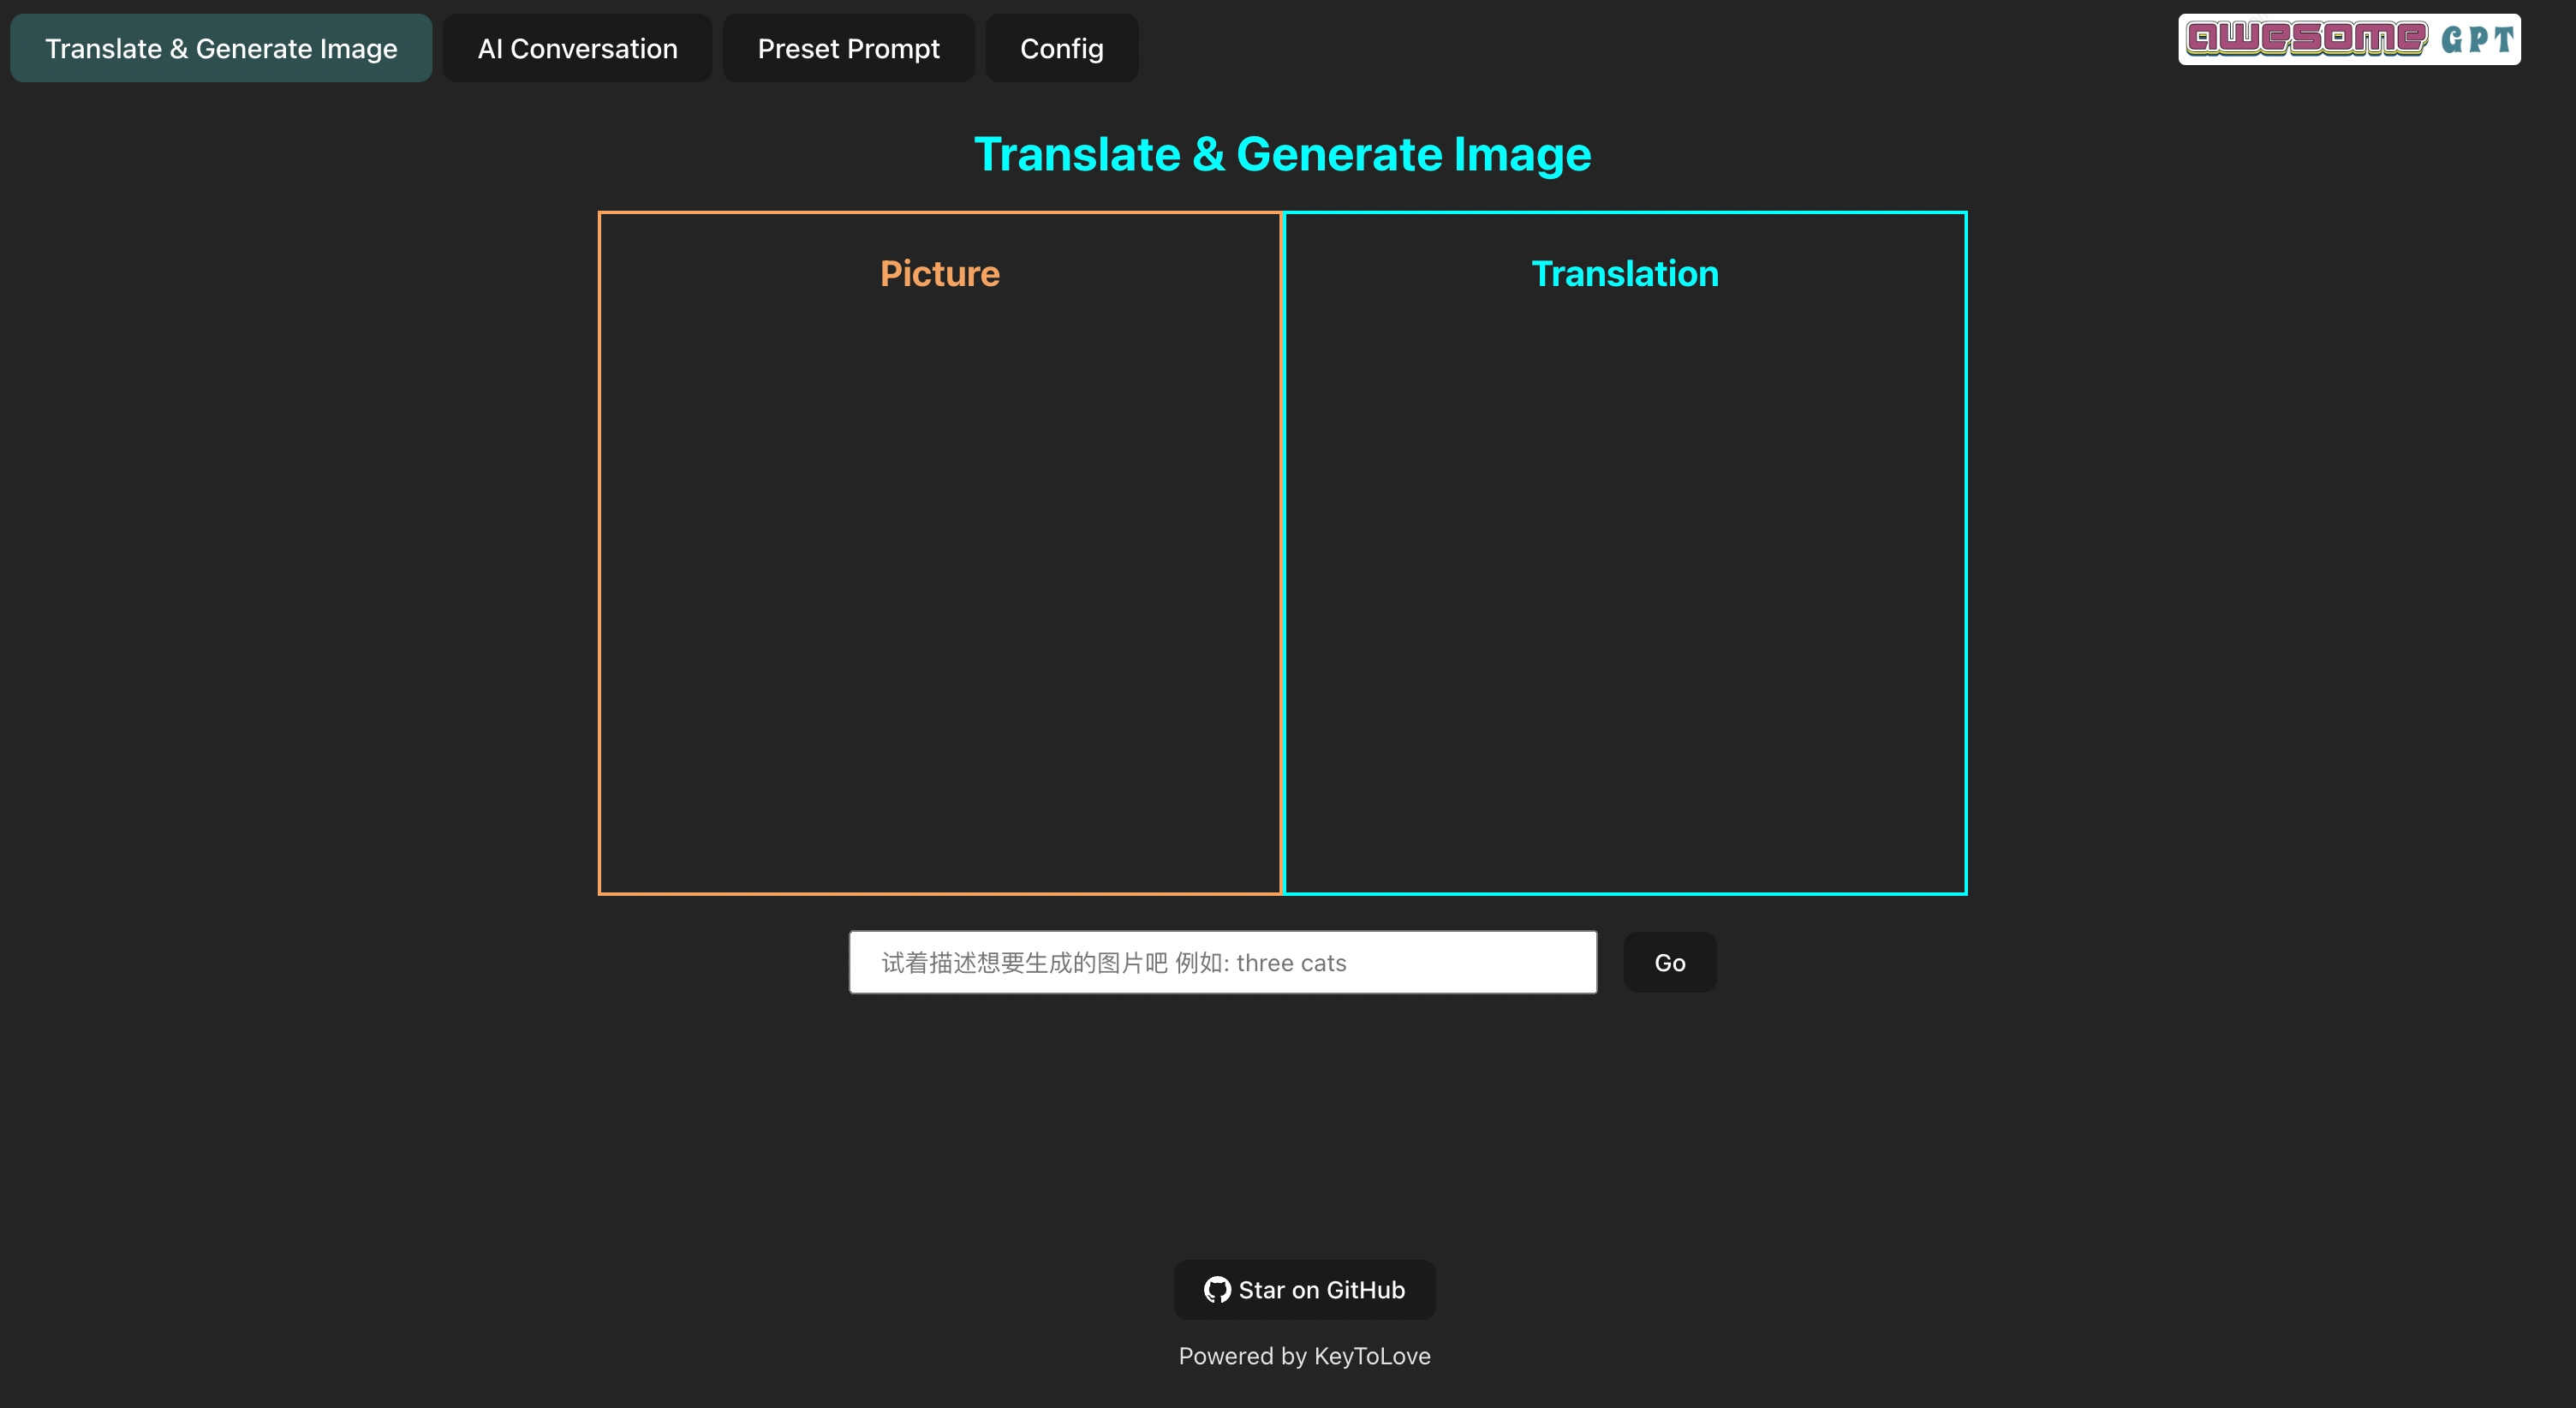 Translate & Generate Image
AI Conversation
Preset Prompt
Config
awesome GPT
Translate & Generate Image
Picture
Translation
试着描述想要生成的图片吧 例如: three cats
Go
Star on GitHub
Powered by KeyToLove